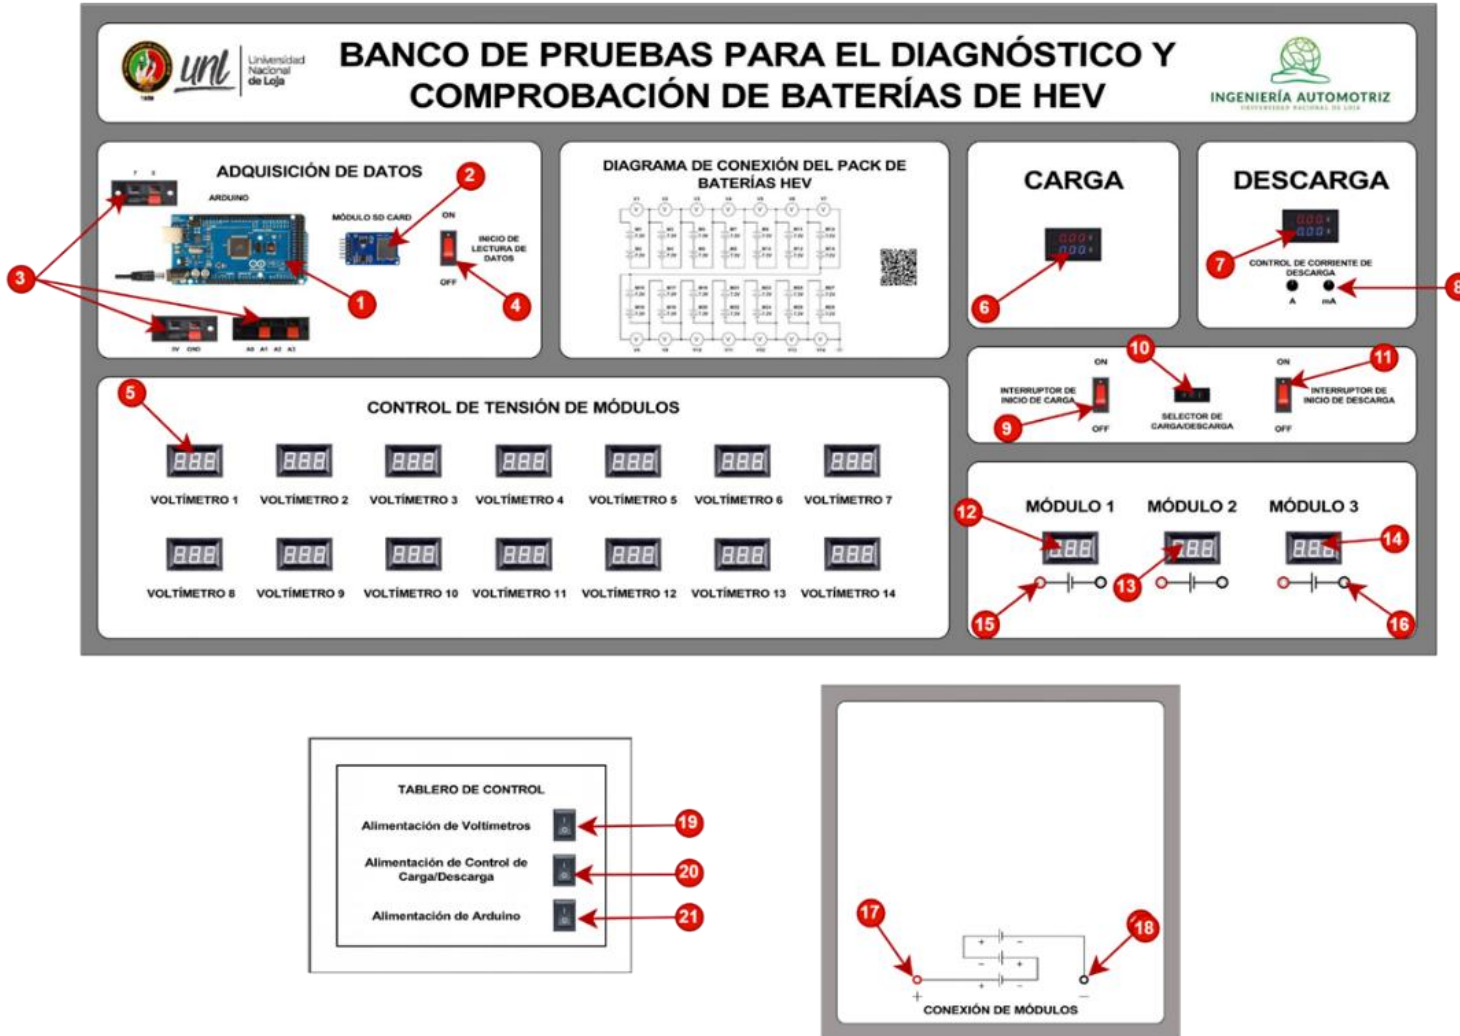 unl
Universidad
Nacional
de Loja
1859
BANCO DE PRUEBAS PARA EL DIAGNÓSTICO Y
COMPROBACIÓN DE BATERÍAS DE HEV
INGENIERÍA AUTOMOTRIZ
UNIVERSIDAD NACIONAL DE LOJA
ADQUISICIÓN DE DATOS
2
ARDUINO
MÓDULO SD CARD
ON
INICIO DE
LECTURA DE
DATOS
OFF
3
1
4
GND
A0 A1 A2 A3
DIAGRAMA DE CONEXIÓN DEL PACK DE
BATERÍAS HEV
CARGA
6
DESCARGA
7
CONTROL DE CORRIENTE DE
DESCARGA
A mA
8
10
11
ON
ON
INTERRUPTOR DE
INICIO DE CARGA
INTERRUPTOR DE
INICIO DE DESCARGA
9
OFF
SELECTOR DE
CARGA/DESCARGA
OFF
5
CONTROL DE TENSIÓN DE MÓDULOS
VOLTÍMETRO 1 VOLTÍMETRO 2 VOLTÍMETRO 3 VOLTÍMETRO 4 VOLTÍMETRO 5 VOLTÍMETRO 6 VOLTÍMETRO 7
VOLTÍMETRO 8 VOLTÍMETRO 9 VOLTÍMETRO 10 VOLTÍMETRO 11 VOLTÍMETRO 12 VOLTÍMETRO 13 VOLTÍMETRO 14
MÓDULO 1 MÓDULO 2 MÓDULO 3
12
14
13
15
16
TABLERO DE CONTROL
Alimentación de Voltímetros
19
Alimentación de Control de
Carga/Descarga
20
Alimentación de Arduino
21
17
18
+ -
- +
+ -
+ -
CONEXIÓN DE MÓDULOS